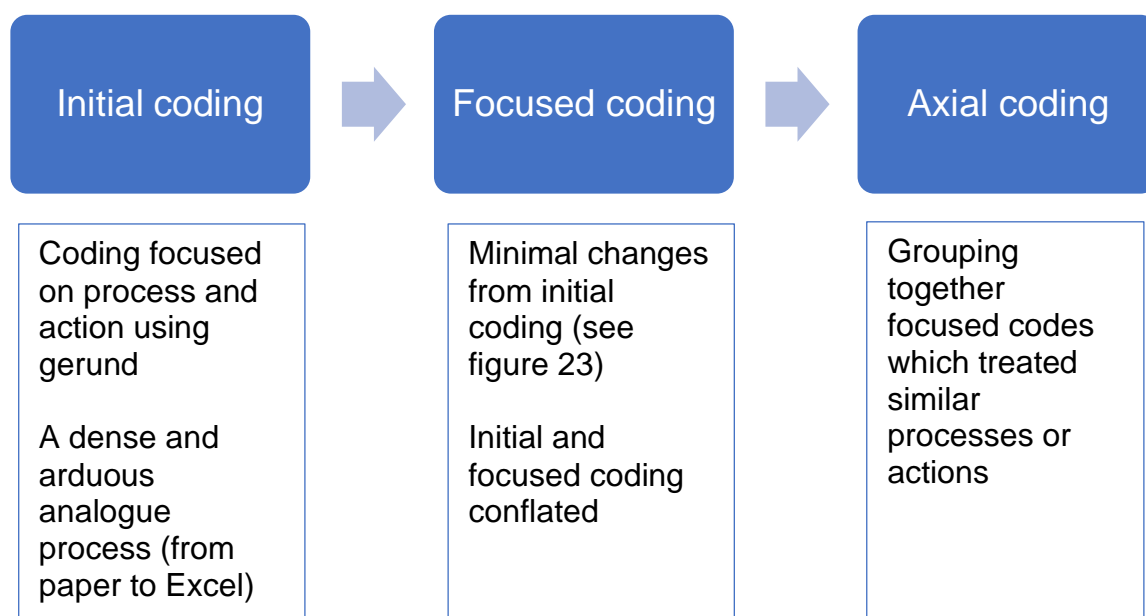 Initial coding
Focused coding
Axial coding
Coding focused
on process and
action using
gerund
A dense and
arduous
analogue
process (from
paper to Excel)
Minimal changes
from initial
coding (see
figure 23)
Initial and
focused coding
conflated
Grouping
together
focused codes
which treated
similar
processes or
actions